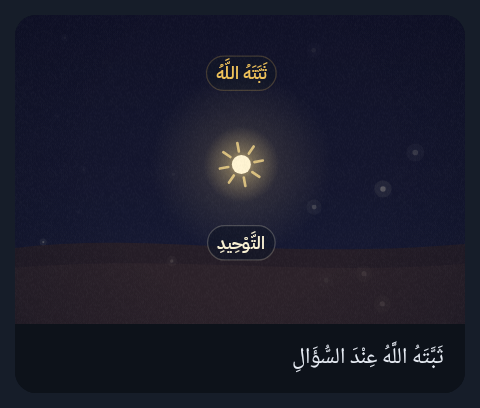 ثَبَّتَهُ اللَّهُ
التَّوْحِيدِ
ثَبَّتَهُ اللَّهُ عِنْدَ السُّؤَالِ